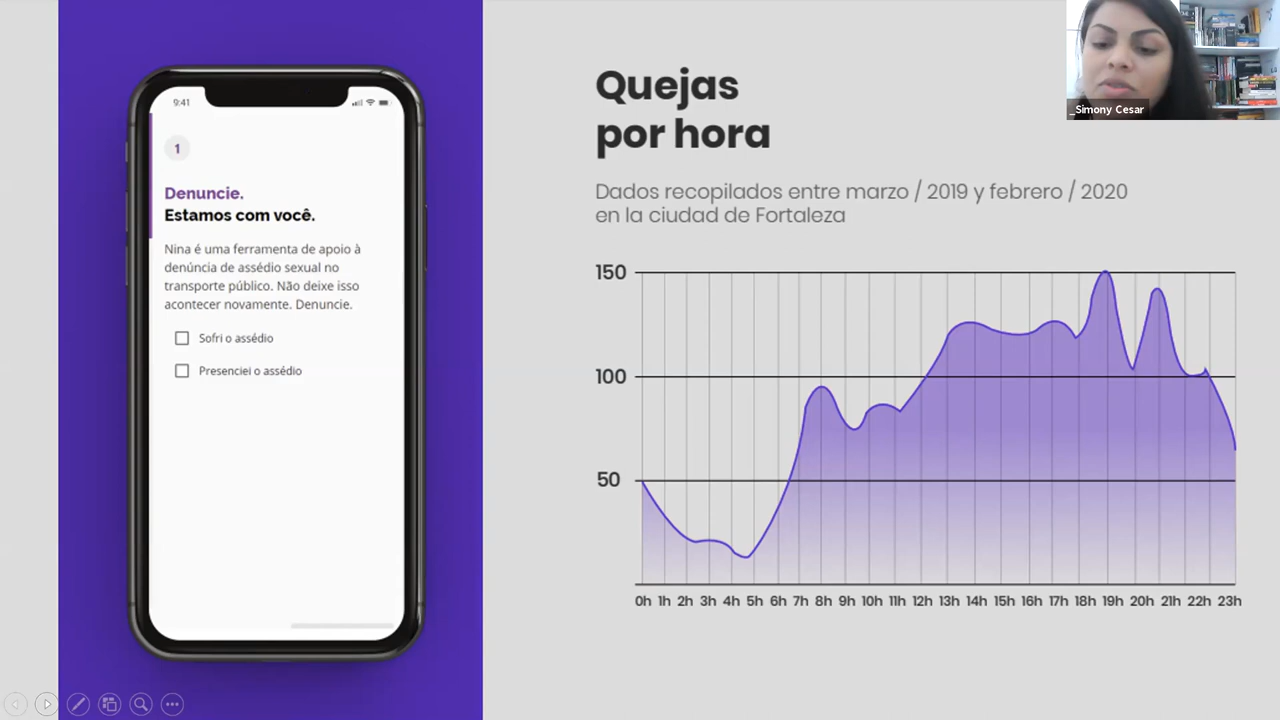 9:41
1
Denuncie.
Estamos com você.
Nina é uma ferramenta de apoio à
denúncia de assédio sexual no
transporte público. Não deixe isso
acontecer novamente. Denuncie.
Sofri o assédio
Presenciei o assédio
Quejas
por hora
Dados recopilados entre marzo / 2019 y febrero / 2020
en la ciudad de Fortaleza
150
100
50
0h 1h 2h 3h 4h 5h 6h 7h 8h 9h 10h 11h 12h 13h 14h 15h 16h 17h 18h 19h 20h 21h 22h 23h
_Simony Cesar